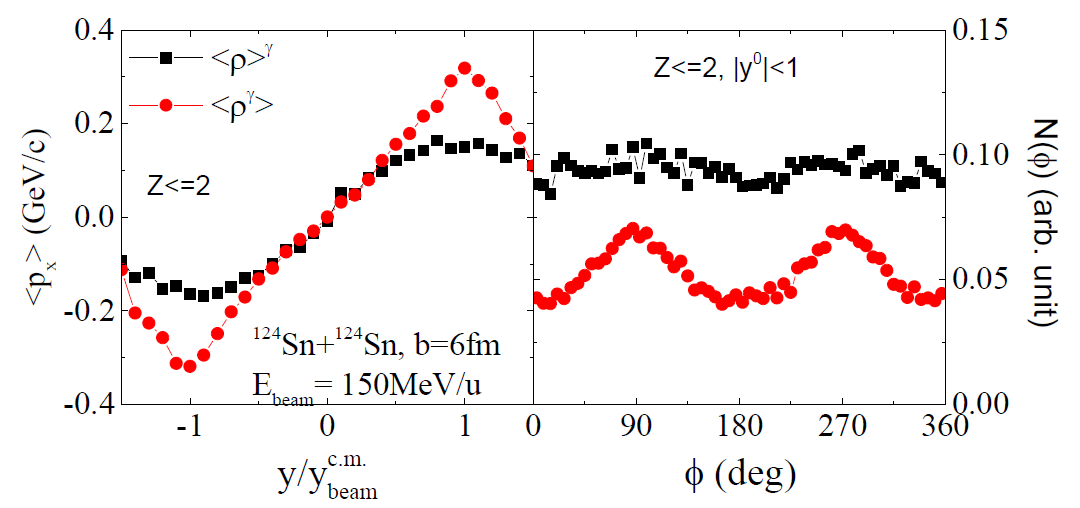 0.4
0.2
0.0
-0.2
-0.4
<p_x> (GeV/c)
<ρ>^γ
<ρ^γ>
Z<=2
^124Sn+^124Sn, b=6fm
E_beam= 150MeV/u
-1 0 1
y/y_beam^c.m.
Z<=2, |y^0|<1
0 90 180 270 360
ϕ (deg)
0.15
0.10
0.05
0.00
N(ϕ) (arb. unit)